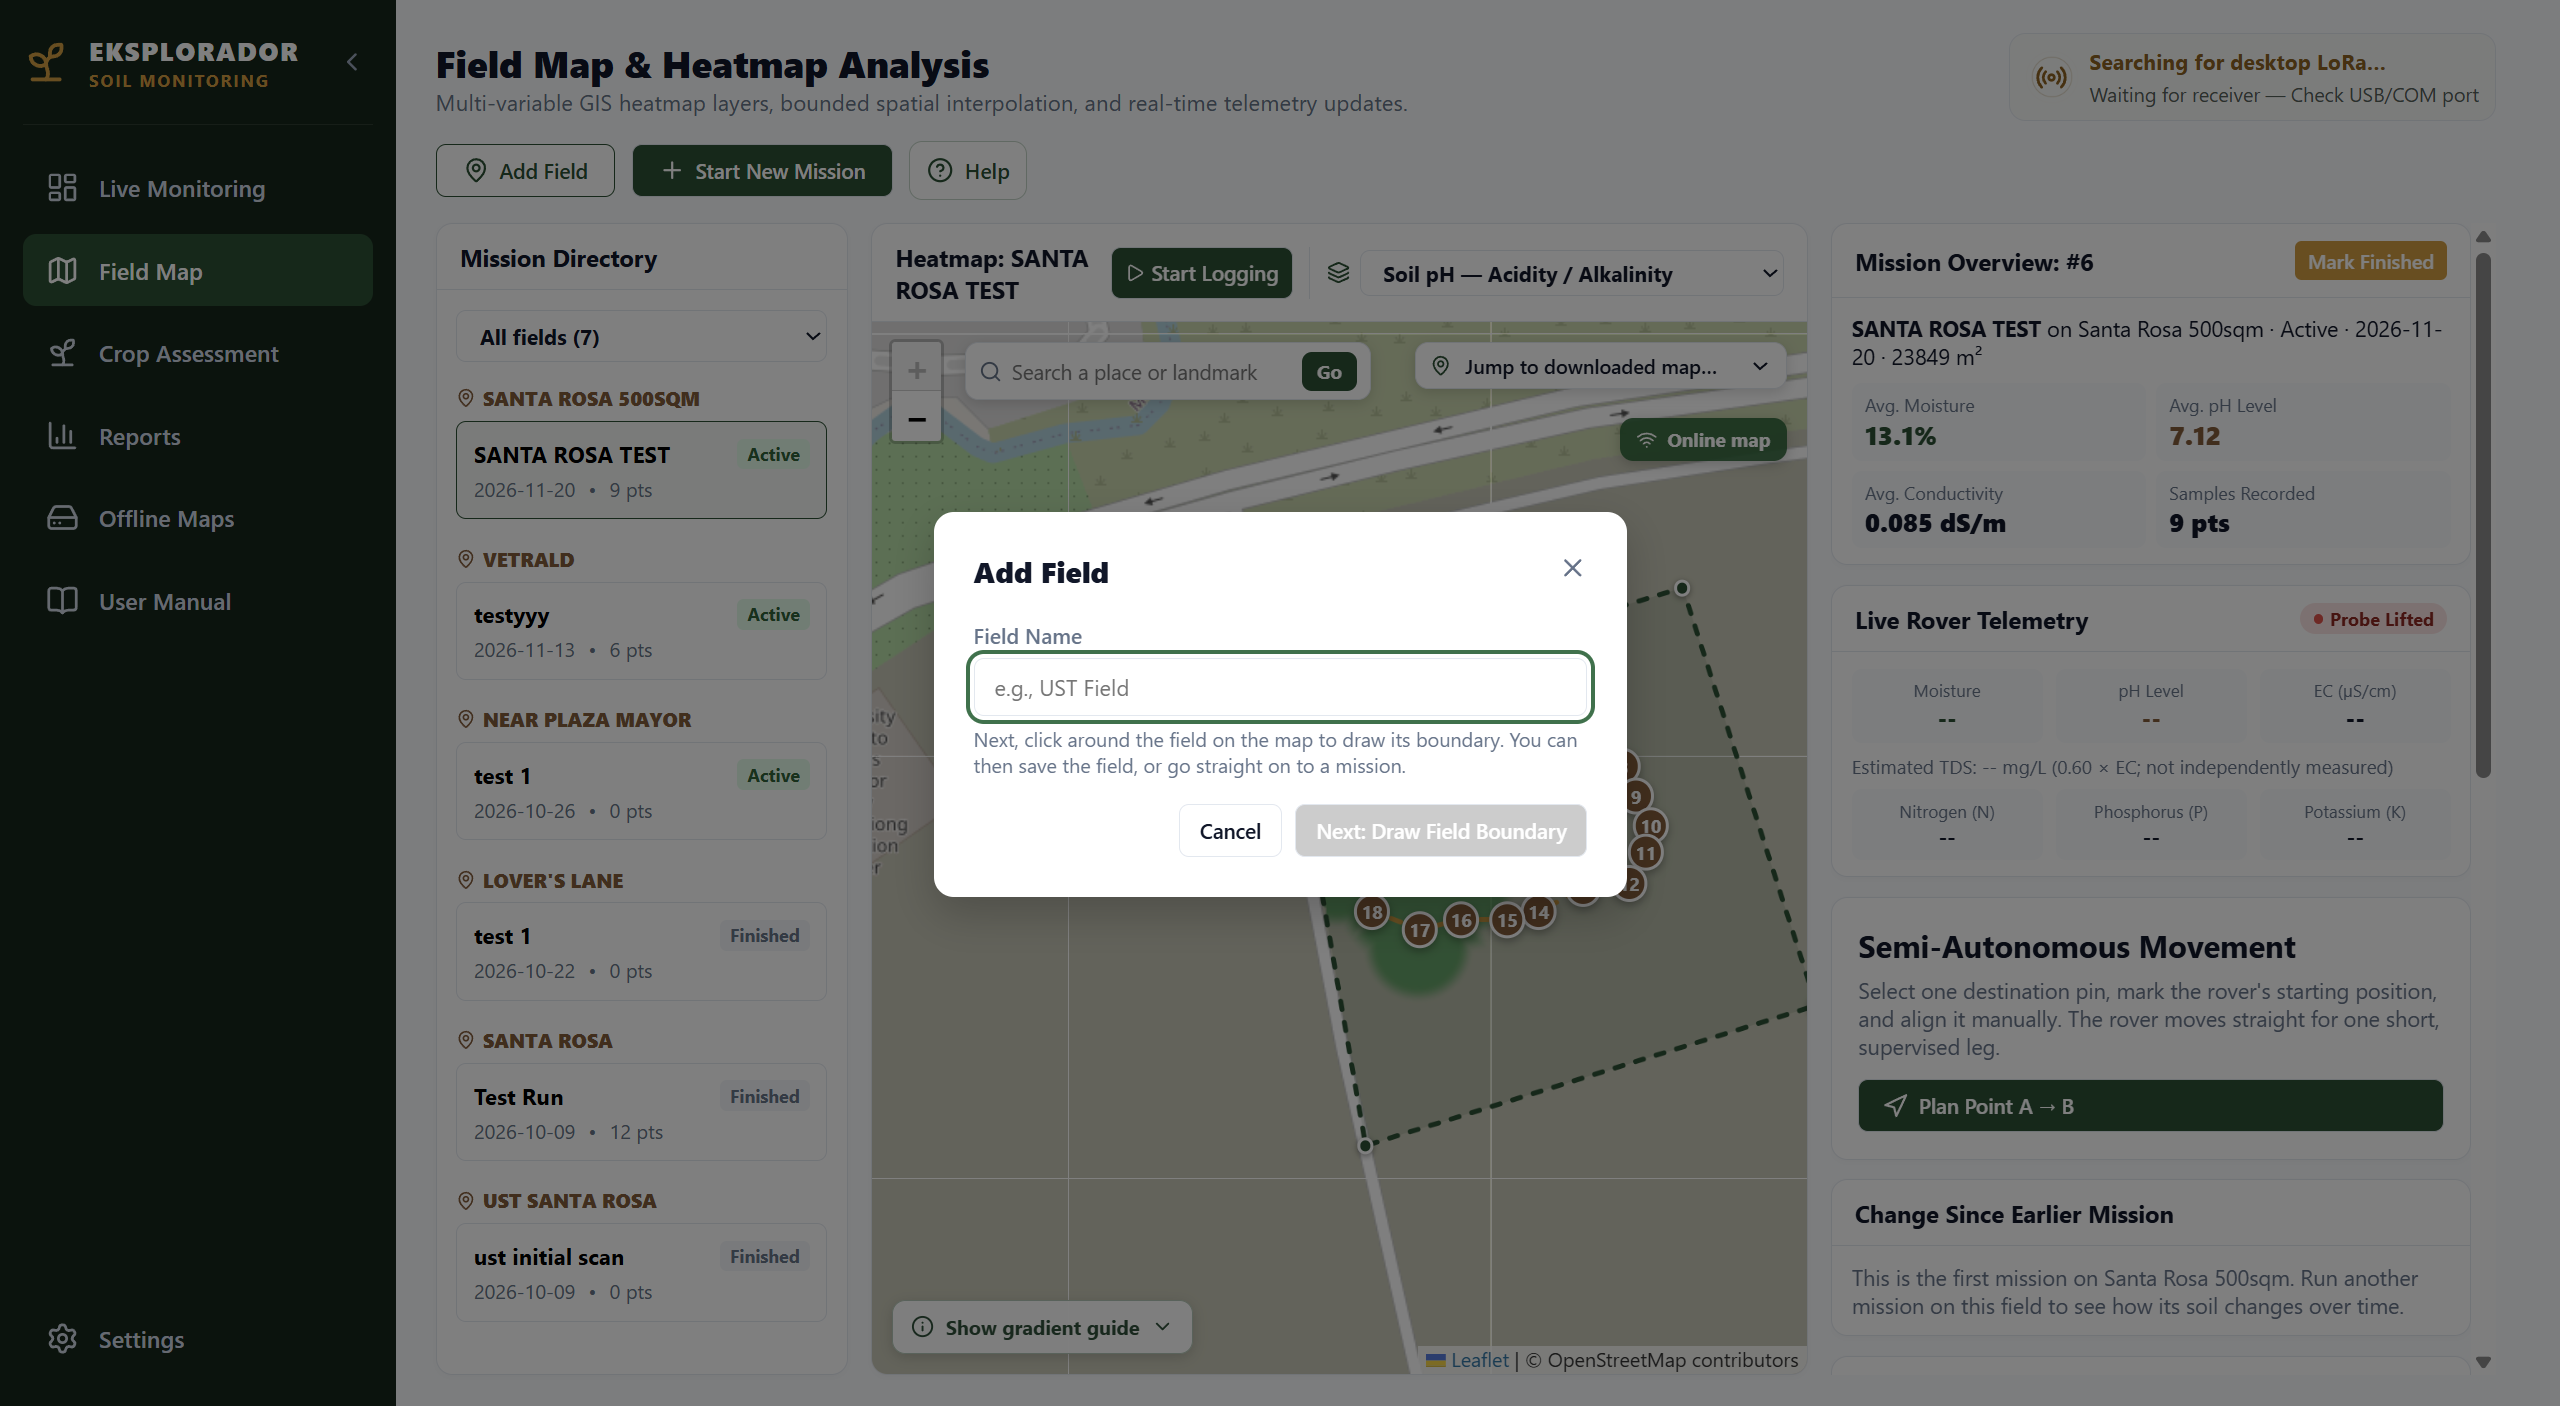 EKSPLORADOR
SOIL MONITORING
Live Monitoring
Field Map
Crop Assessment
Reports
Offline Maps
User Manual
Settings
Field Map & Heatmap Analysis
Multi-variable GIS heatmap layers, bounded spatial interpolation, and real-time telemetry updates.
Searching for desktop LoRa...
Waiting for receiver — Check USB/COM port
Add Field
Start New Mission
Help
Mission Directory
All fields (7)
SANTA ROSA 500SQM
SANTA ROSA TEST
Active
2026-11-20 • 9 pts
VETRALD
testyyy
Active
2026-11-13 • 6 pts
NEAR PLAZA MAYOR
test 1
Active
2026-10-26 • 0 pts
LOVER'S LANE
test 1
Finished
2026-10-22 • 0 pts
SANTA ROSA
Test Run
Finished
2026-10-09 • 12 pts
UST SANTA ROSA
ust initial scan
Finished
2026-10-09 • 0 pts
Heatmap: SANTA
ROSA TEST
Start Logging
Soil pH — Acidity / Alkalinity
+
−
Search a place or landmark
Go
Jump to downloaded map...
Online map
Add Field
Field Name
e.g., UST Field
Next, click around the field on the map to draw its boundary. You can
then save the field, or go straight on to a mission.
Cancel
Next: Draw Field Boundary
9
10
11
12
14
15
16
17
18
Show gradient guide
Leaflet | © OpenStreetMap contributors
Mission Overview: #6
Mark Finished
SANTA ROSA TEST on Santa Rosa 500sqm · Active · 2026-11-
20 · 23849 m²
Avg. Moisture
13.1%
Avg. pH Level
7.12
Avg. Conductivity
0.085 dS/m
Samples Recorded
9 pts
Live Rover Telemetry
Probe Lifted
Moisture
--
pH Level
--
EC (µS/cm)
--
Estimated TDS: -- mg/L (0.60 × EC; not independently measured)
Nitrogen (N)
--
Phosphorus (P)
--
Potassium (K)
--
Semi-Autonomous Movement
Select one destination pin, mark the rover's starting position,
and align it manually. The rover moves straight for one short,
supervised leg.
Plan Point A → B
Change Since Earlier Mission
This is the first mission on Santa Rosa 500sqm. Run another
mission on this field to see how its soil changes over time.